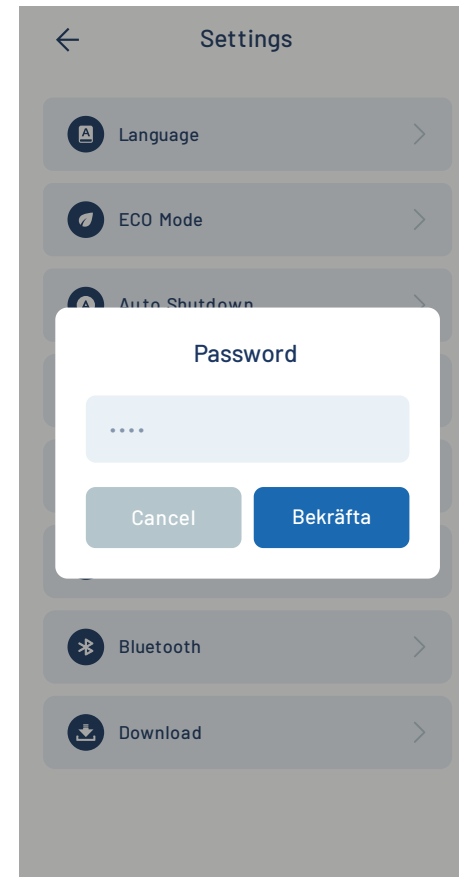 Settings
Language
ECO Mode
Auto Shutdown
Password
••••
Cancel
Bekräfta
Bluetooth
Download